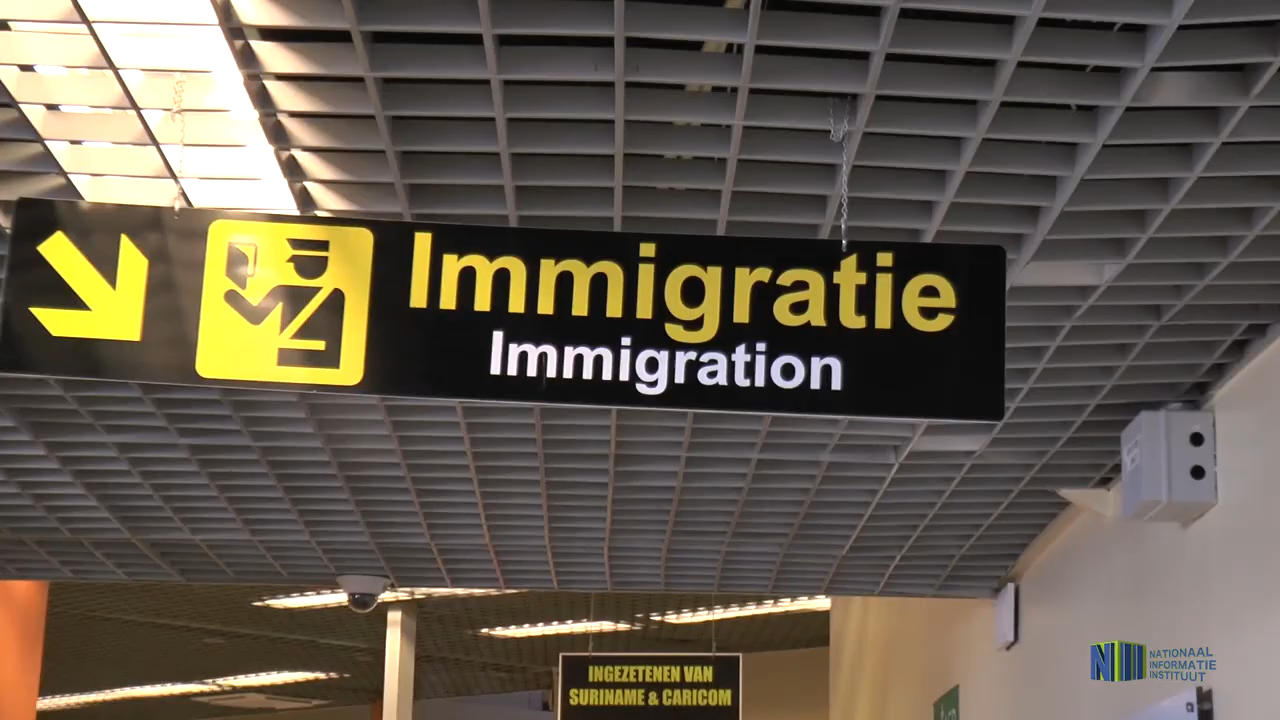 Immigratie
Immigration
INGEZETENEN VAN
SURINAME & CARICOM
NATIONAAL
INFORMATIE
INSTITUUT